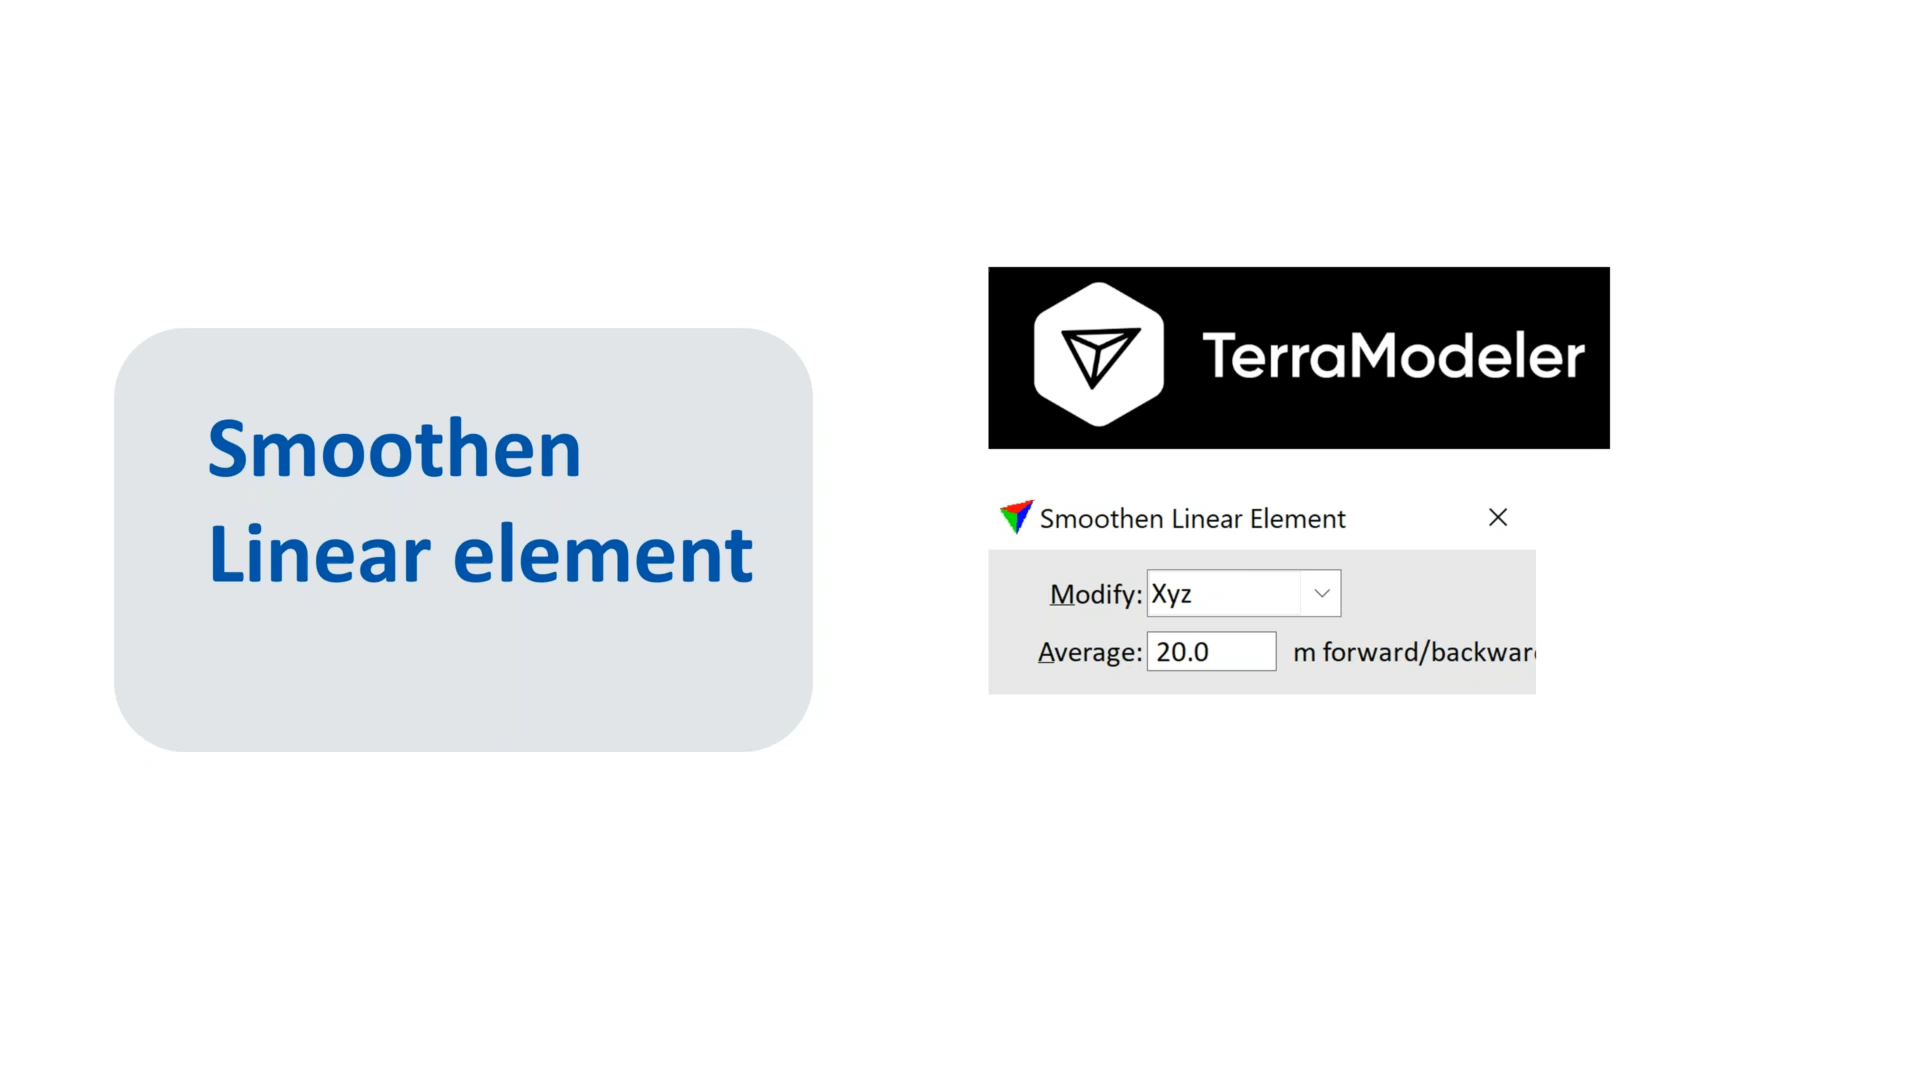 Smoothen
Linear element
TerraModeler
Smoothen Linear Element
Modify: Xyz
Average: 20.0 m forward/backwar